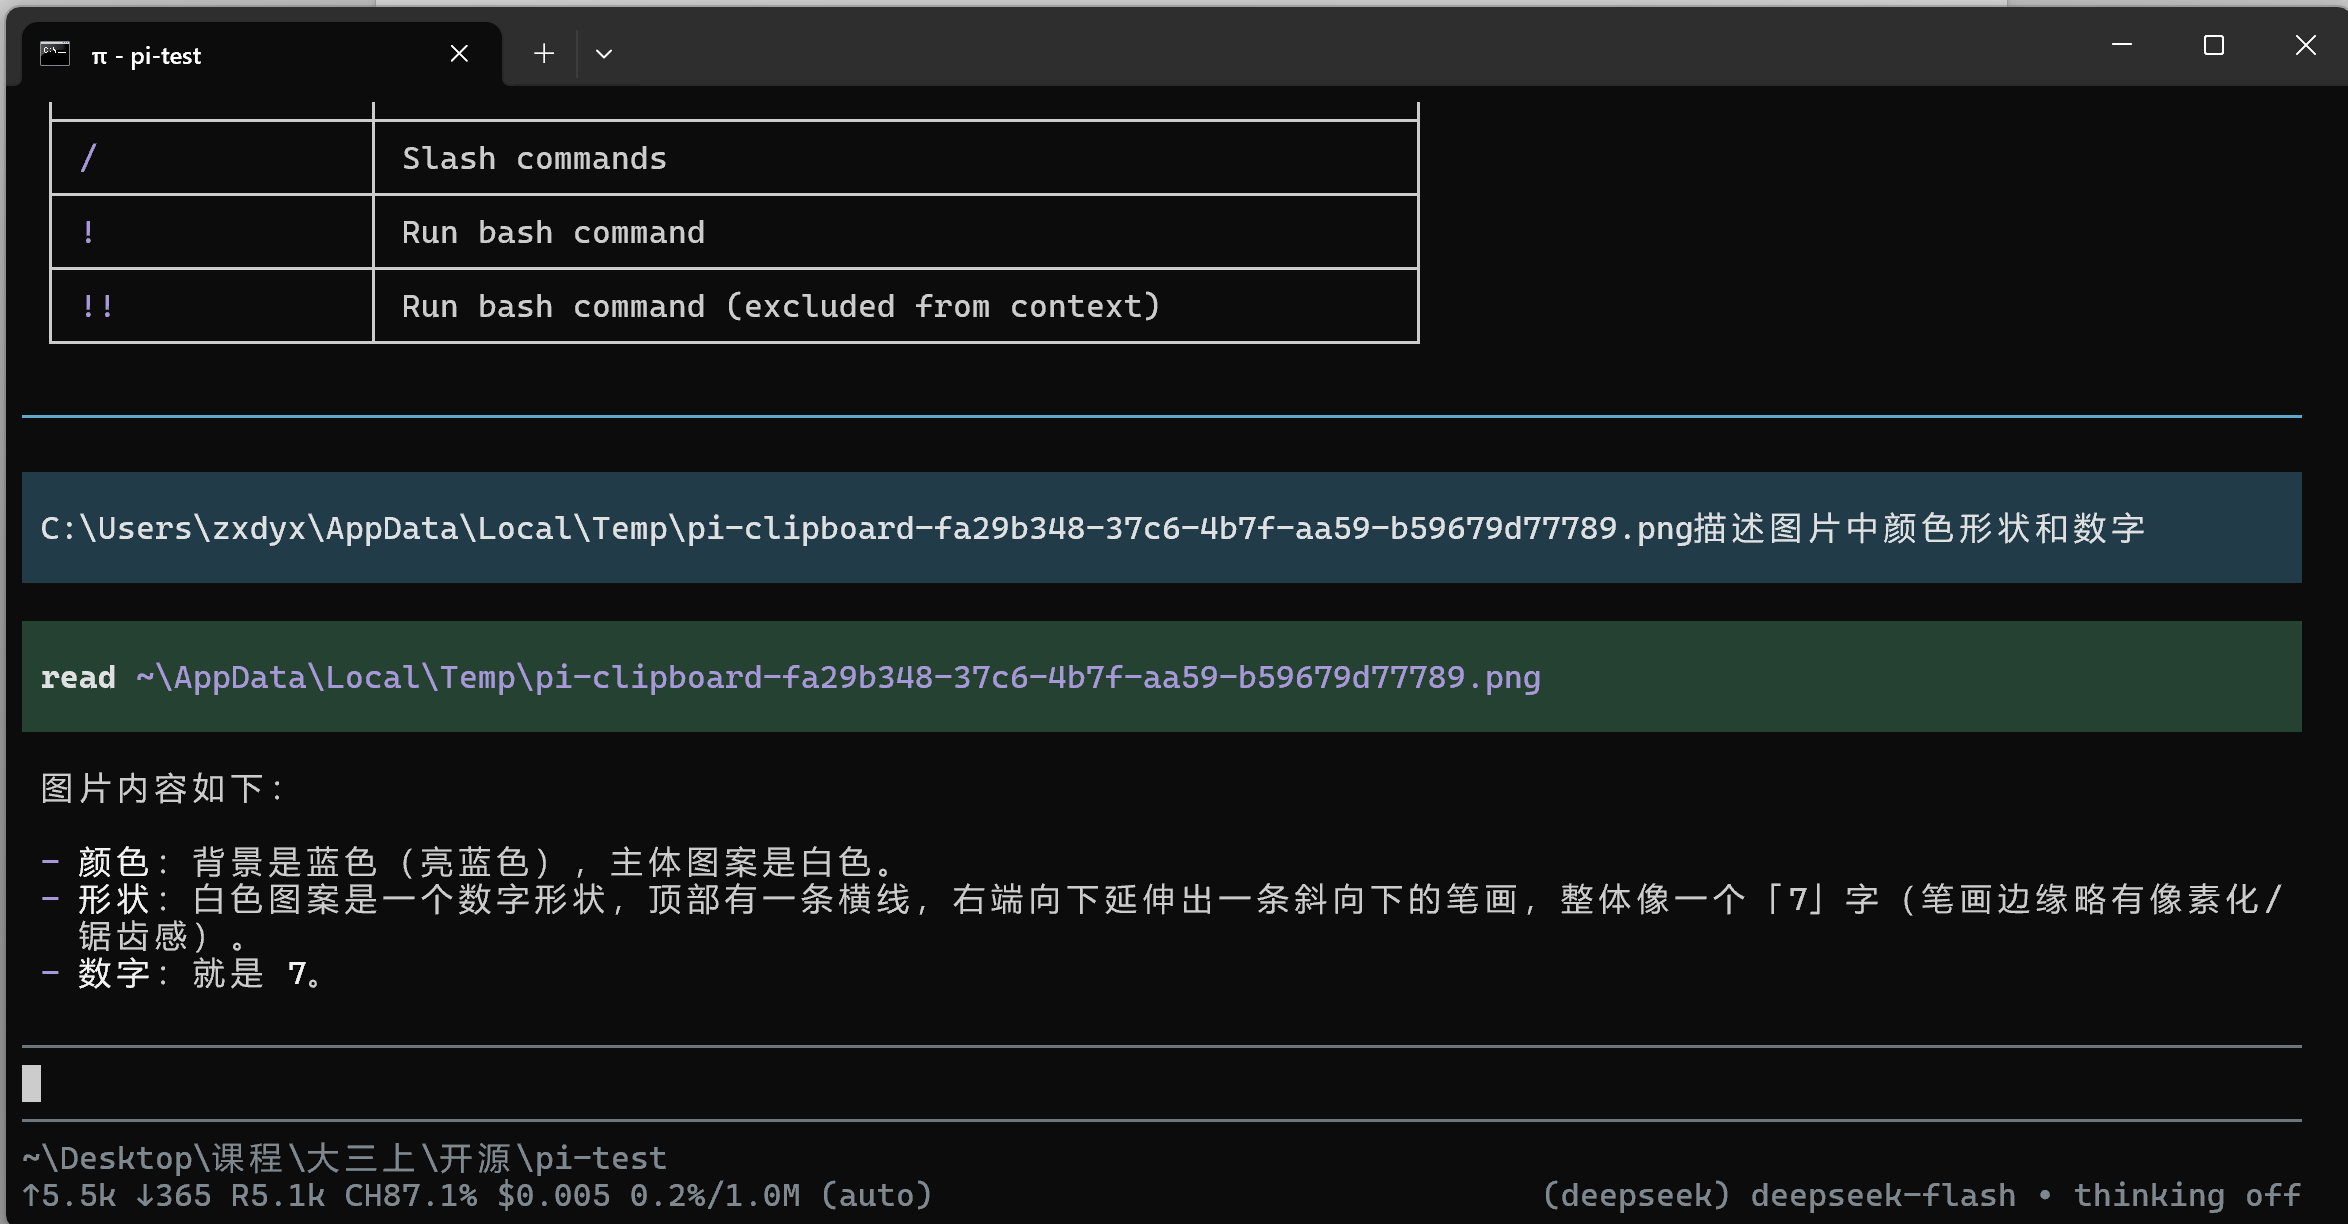 π - pi-test
/ Slash commands
! Run bash command
!! Run bash command (excluded from context)
C:\Users\zxdyx\AppData\Local\Temp\pi-clipboard-fa29b348-37c6-4b7f-aa59-b59679d77789.png描述图片中颜色形状和数字
read ~\AppData\Local\Temp\pi-clipboard-fa29b348-37c6-4b7f-aa59-b59679d77789.png
图片内容如下：
- 颜色：背景是蓝色（亮蓝色），主体图案是白色。
- 形状：白色图案是一个数字形状，顶部有一条横线，右端向下延伸出一条斜向下的笔画，整体像一个「7」字（笔画边缘略有像素化/
锯齿感）。
- 数字：就是 7。
~\Desktop\课程\大三上\开源\pi-test
↑5.5k ↓365 R5.1k CH87.1% $0.005 0.2%/1.0M (auto) (deepseek) deepseek-flash • thinking off